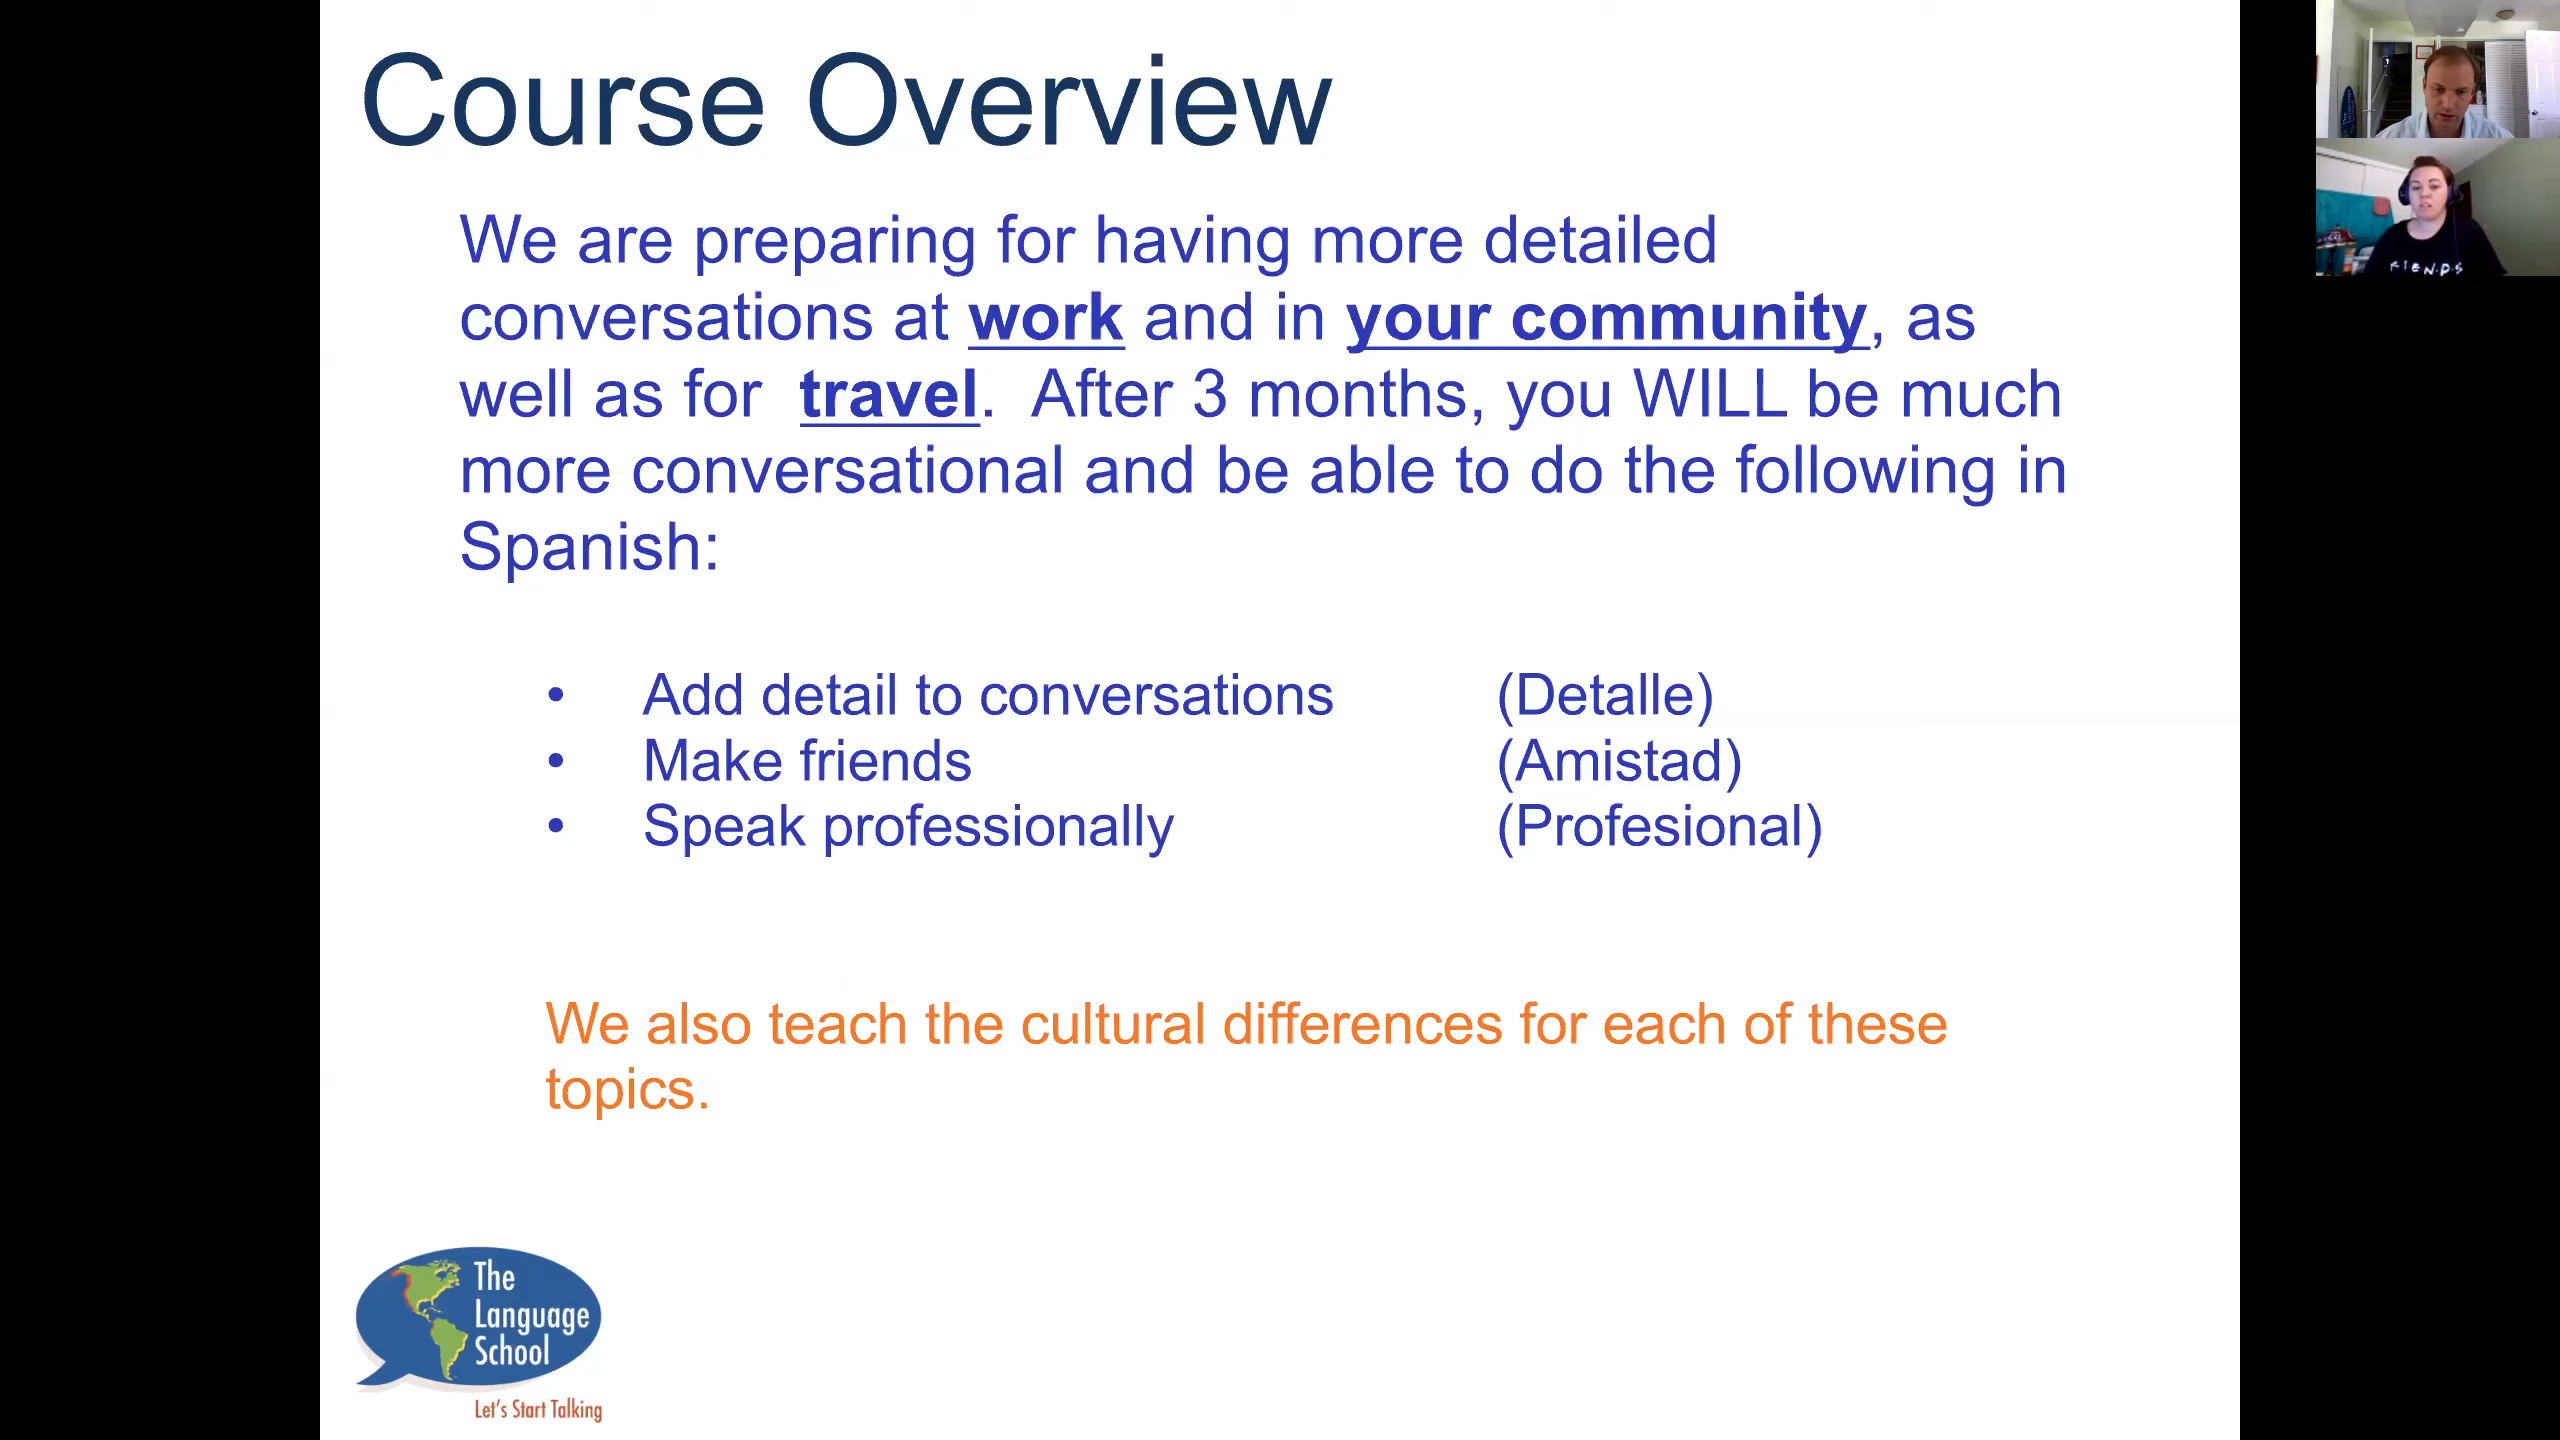 Course Overview
We are preparing for having more detailed
conversations at work and in your community, as
well as for travel. After 3 months, you WILL be much
more conversational and be able to do the following in
Spanish:
• Add detail to conversations (Detalle)
• Make friends (Amistad)
• Speak professionally (Profesional)
We also teach the cultural differences for each of these
topics.
The
Language
School
Let's Start Talking
F·R·I·E·N·D·S